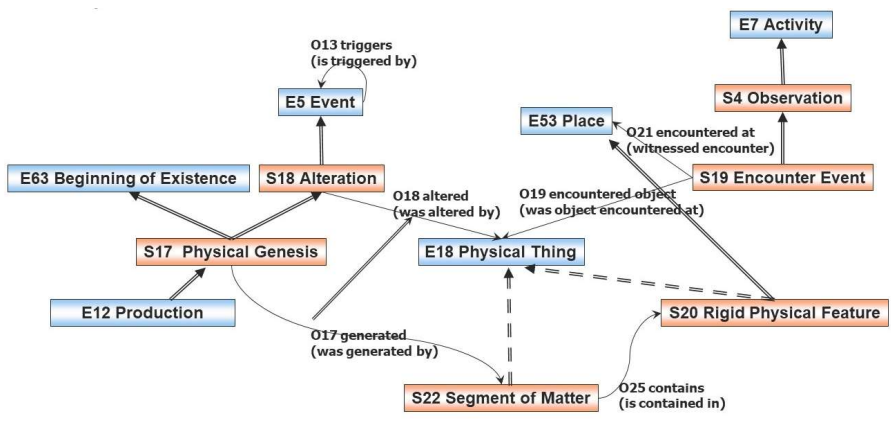 E7 Activity
O13 triggers
(is triggered by)
E5 Event
S4 Observation
E53 Place
O21 encountered at
(witnessed encounter)
E63 Beginning of Existence
S18 Alteration
S19 Encounter Event
O18 altered
(was altered by)
O19 encountered object
(was object encountered at)
S17 Physical Genesis
E18 Physical Thing
E12 Production
S20 Rigid Physical Feature
O17 generated
(was generated by)
S22 Segment of Matter
O25 contains
(is contained in)